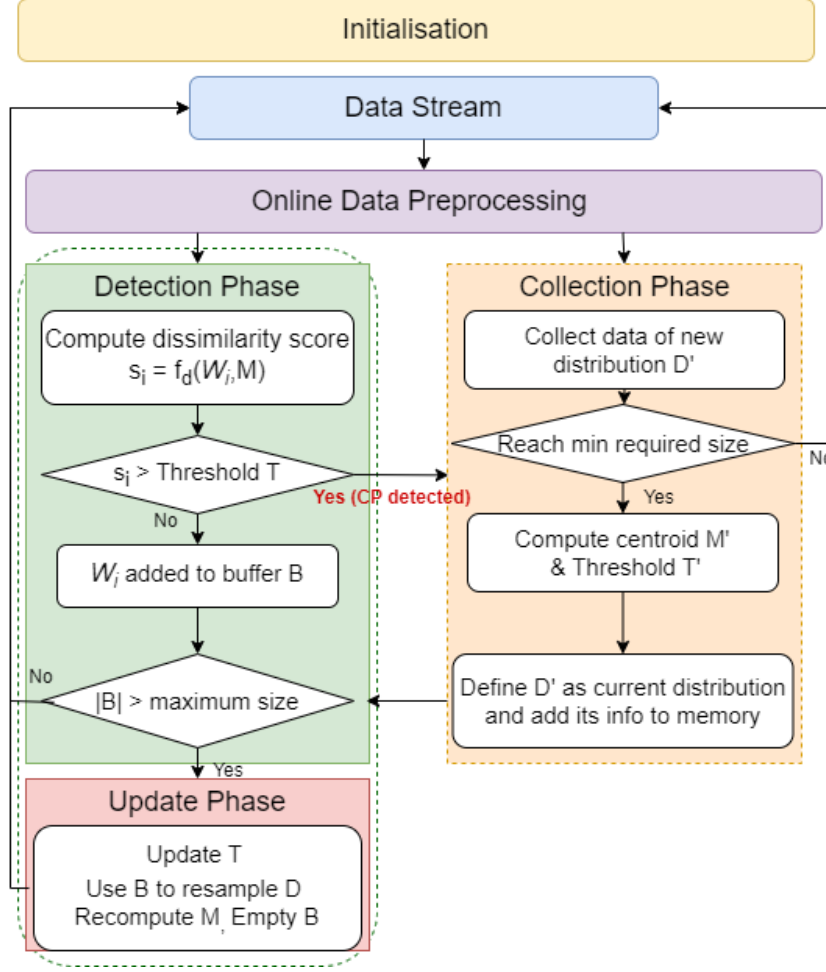 Initialisation
Data Stream
Online Data Preprocessing
Detection Phase
Compute dissimilarity score
sᵢ = f_d(Wᵢ,M)
sᵢ > Threshold T
Yes (CP detected)
No
Wᵢ added to buffer B
No
|B| > maximum size
Yes
Update Phase
Update T
Use B to resample D
Recompute M, Empty B
Collection Phase
Collect data of new
distribution D'
Reach min required size
No
Yes
Compute centroid M'
& Threshold T'
Define D' as current distribution
and add its info to memory